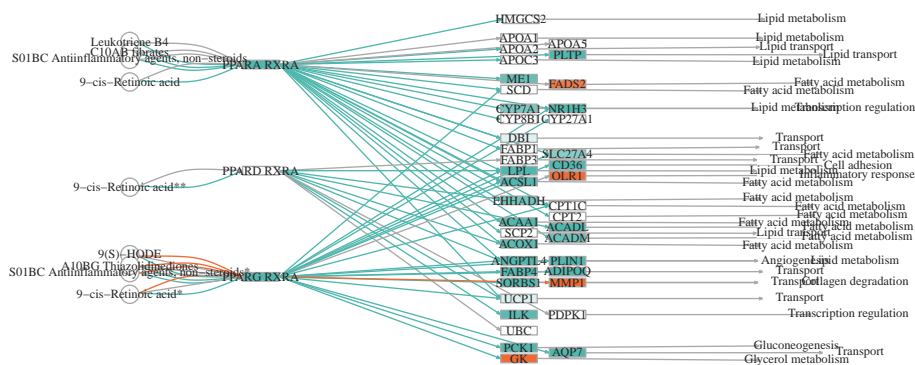 HMGCS2 Lipid metabolism
APOA1 Lipid metabolism
Leukotriene B4
APOA2 APOA5 Lipid transport
C10AB fibrates
PLTP Lipid transport
S01BC Antiinflammatory agents, non−steroids
APOC3 Lipid metabolism
PPARA RXRA
ME1
9−cis−Retinoic acid
FADS2 Fatty acid metabolism
SCD Fatty acid metabolism
CYP7A1 NR1H3 Lipid metabolism Transcription regulation
CYP8B1 CYP27A1
DBI Transport
FABP1 Transport
SLC27A4 Fatty acid metabolism
FABP3 Transport
CD36 Cell adhesion
PPARD RXRA
LPL Lipid metabolism
OLR1 Inflammatory response
ACSL1 Fatty acid metabolism
9−cis−Retinoic acid**
EHHADH Fatty acid metabolism
CPT1C Fatty acid metabolism
CPT2 Fatty acid metabolism
ACAA1 Fatty acid metabolism
ACADL Fatty acid metabolism
SCP2 Lipid transport
ACADM Fatty acid metabolism
ACOX1 Fatty acid metabolism
9(S)−HODE
ANGPTL4 PLIN1 Angiogenesis Lipid metabolism
A10BG Thiazolidinediones
S01BC Antiinflammatory agents, non−steroids*
FABP4 ADIPOQ Transport
PPARG RXRA
SORBS1 MMP1 Transport Collagen degradation
9−cis−Retinoic acid*
UCP1 Transport
ILK PDPK1 Transcription regulation
UBC
PCK1 Gluconeogenesis
AQP7 Transport
GK Glycerol metabolism